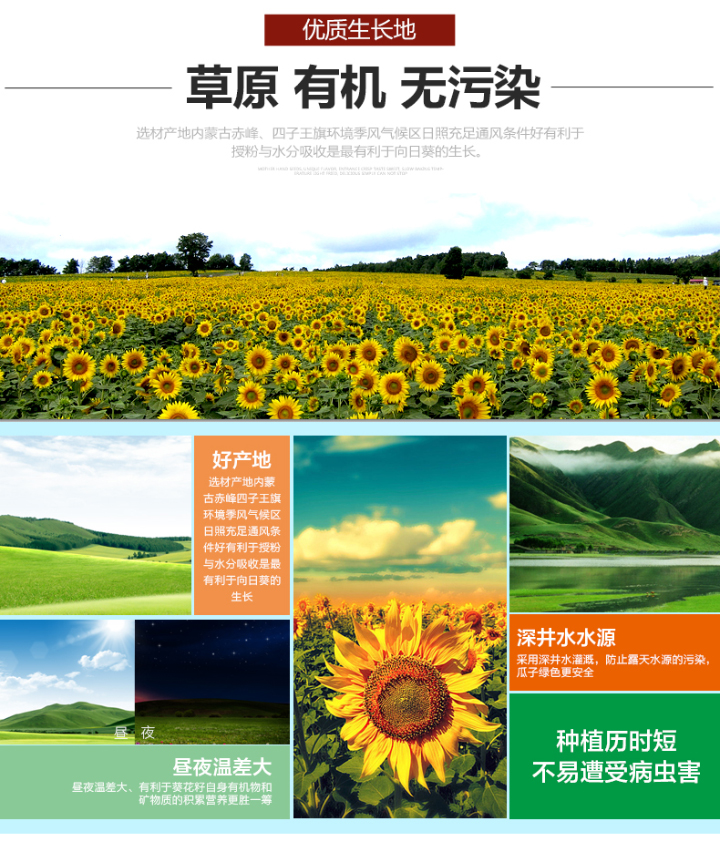 优质生长地
草原 有机 无污染
选材产地内蒙古赤峰、四子王旗环境季风气候区日照充足通风条件好有利于
授粉与水分吸收是最有利于向日葵的生长。
好产地
选材产地内蒙
古赤峰四子王旗
环境季风气候区
日照充足通风条
件好有利于授粉
与水分吸收是最
有利于向日葵的
生长
深井水水源
采用深井水灌溉，防止露天水源的污染，
瓜子绿色更安全
昼 夜
昼夜温差大
昼夜温差大、有利于葵花籽自身有机物和
矿物质的积累营养更胜一筹
种植历时短
不易遭受病虫害